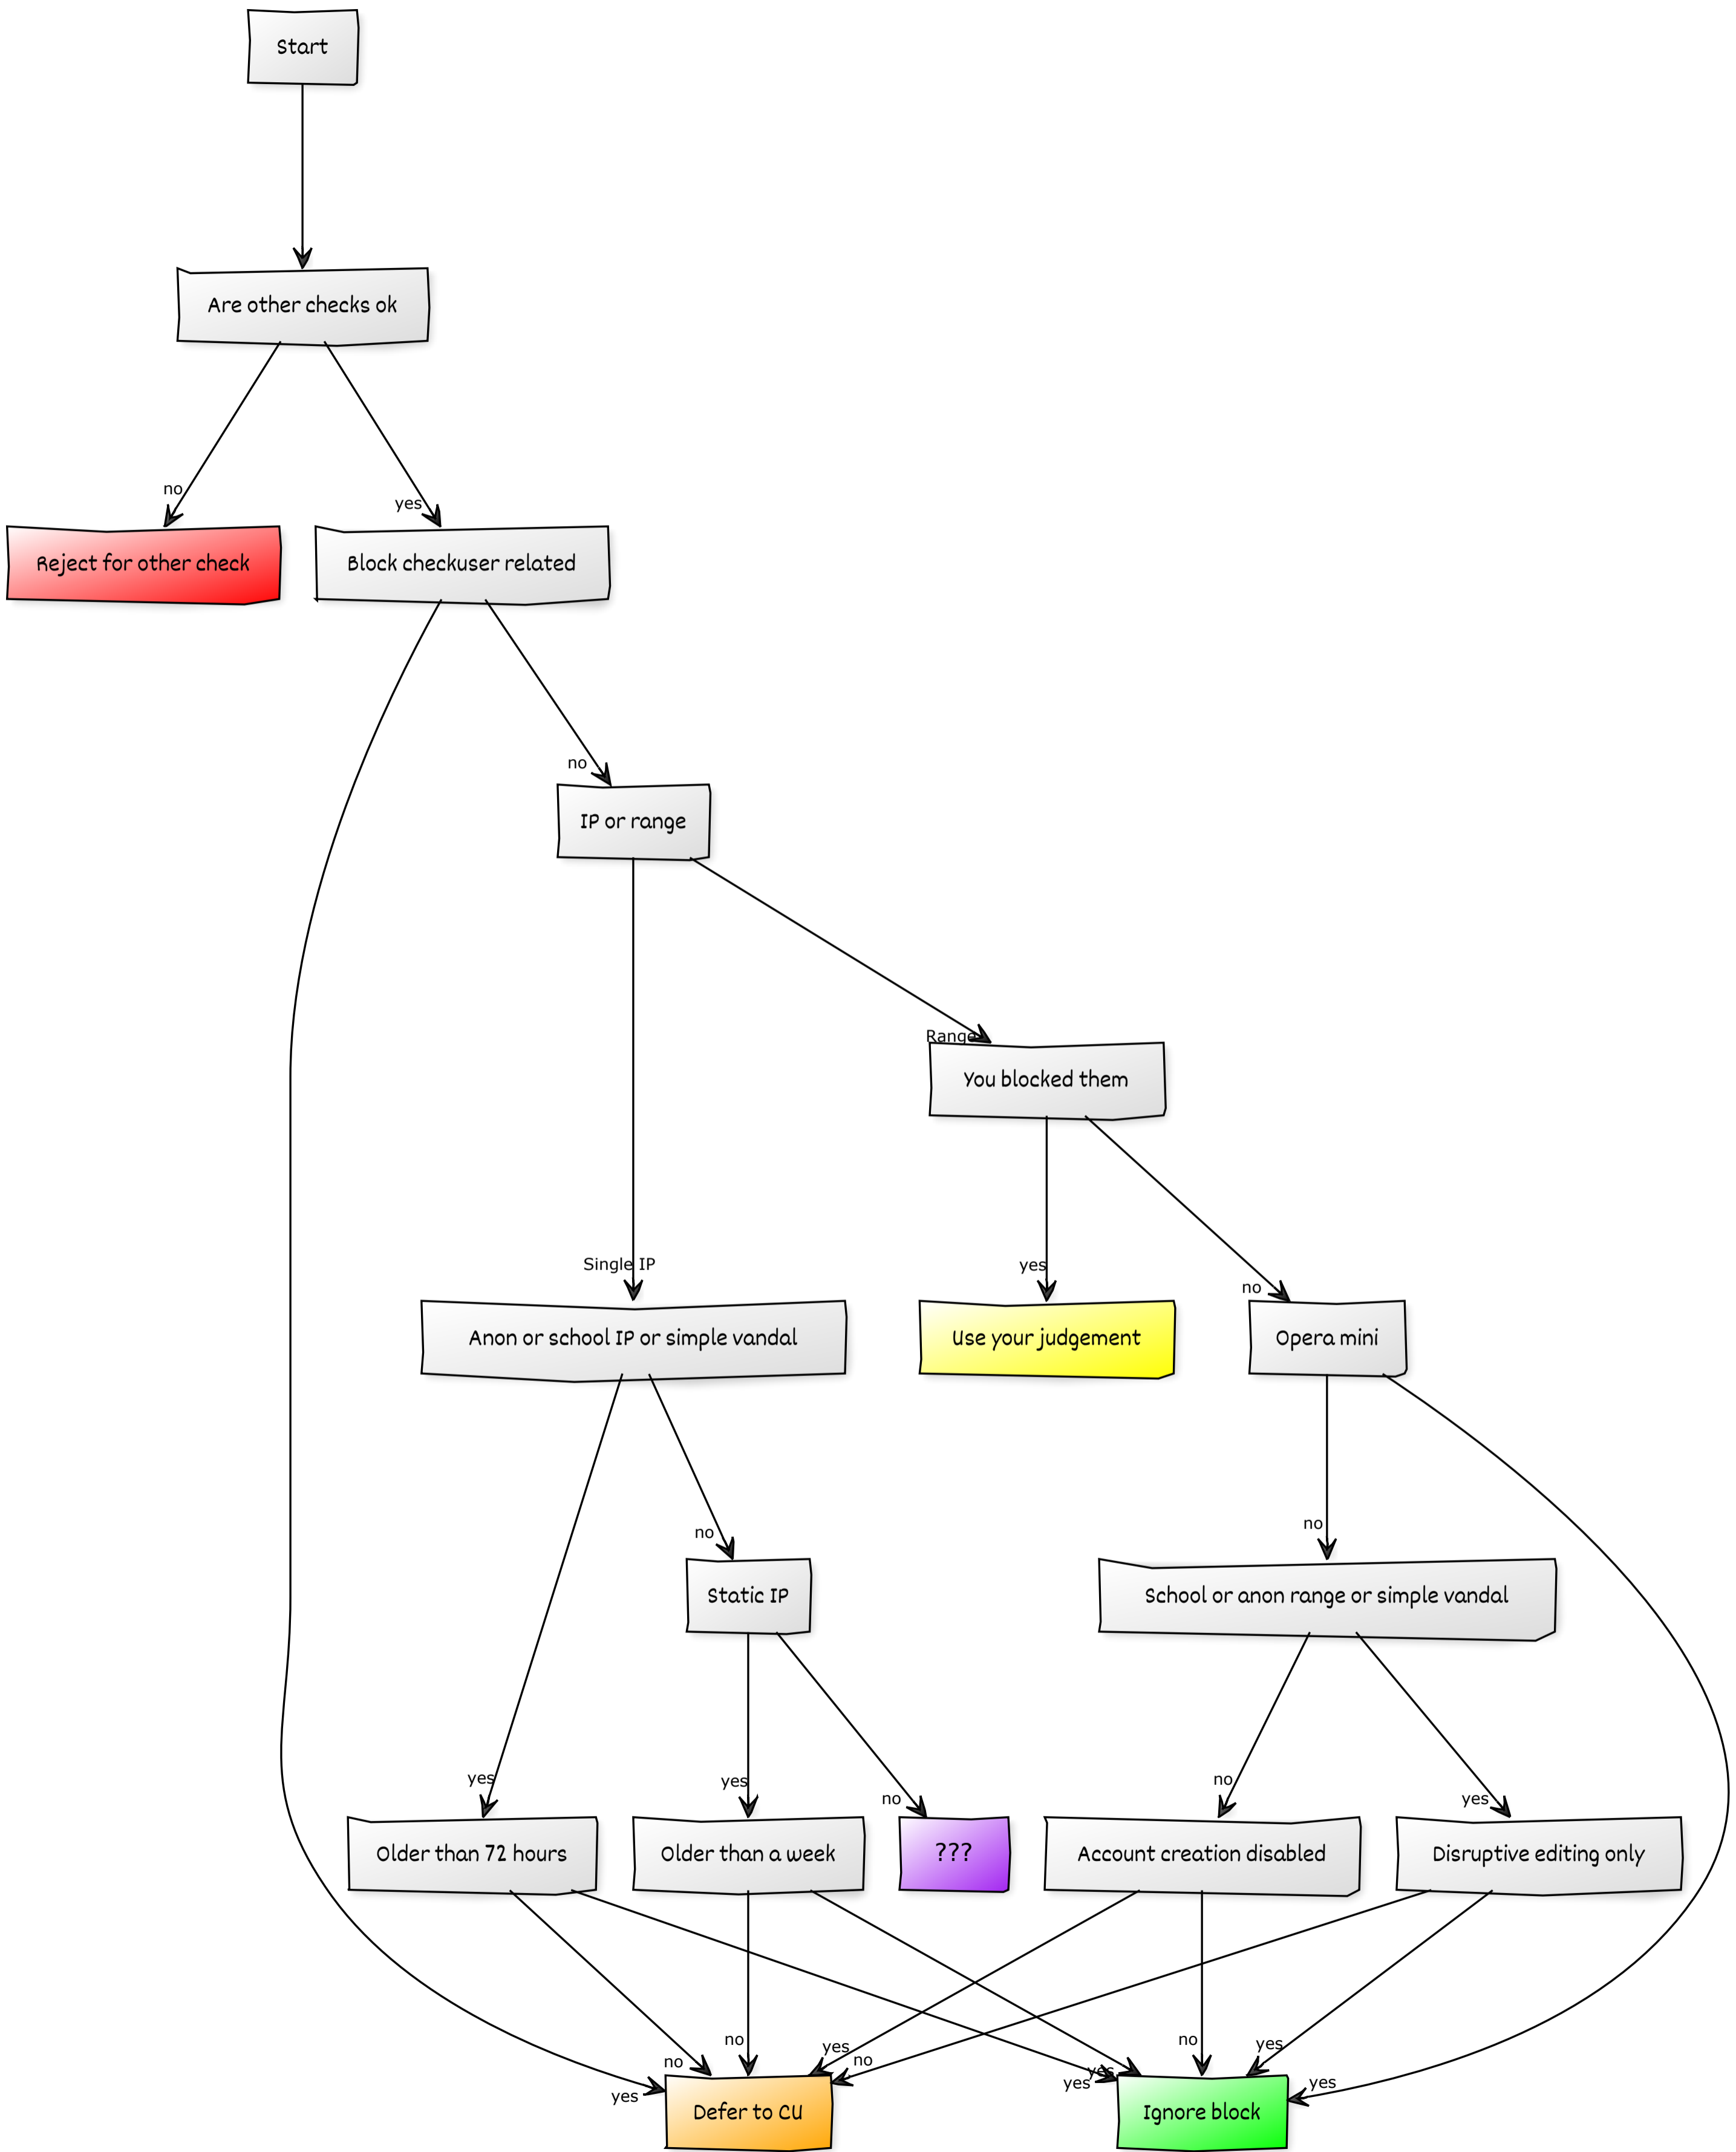 Start
Are other checks ok
no
yes
Reject for other check
Block checkuser related
no
IP or range
Range
You blocked them
Single IP
yes
no
Anon or school IP or simple vandal
Use your judgement
Opera mini
no
no
Static IP
School or anon range or simple vandal
yes
yes
no
no
yes
Older than 72 hours
Older than a week
???
Account creation disabled
Disruptive editing only
no
no
yes
no
yes
no
yes
yes
yes
yes
Defer to CU
Ignore block